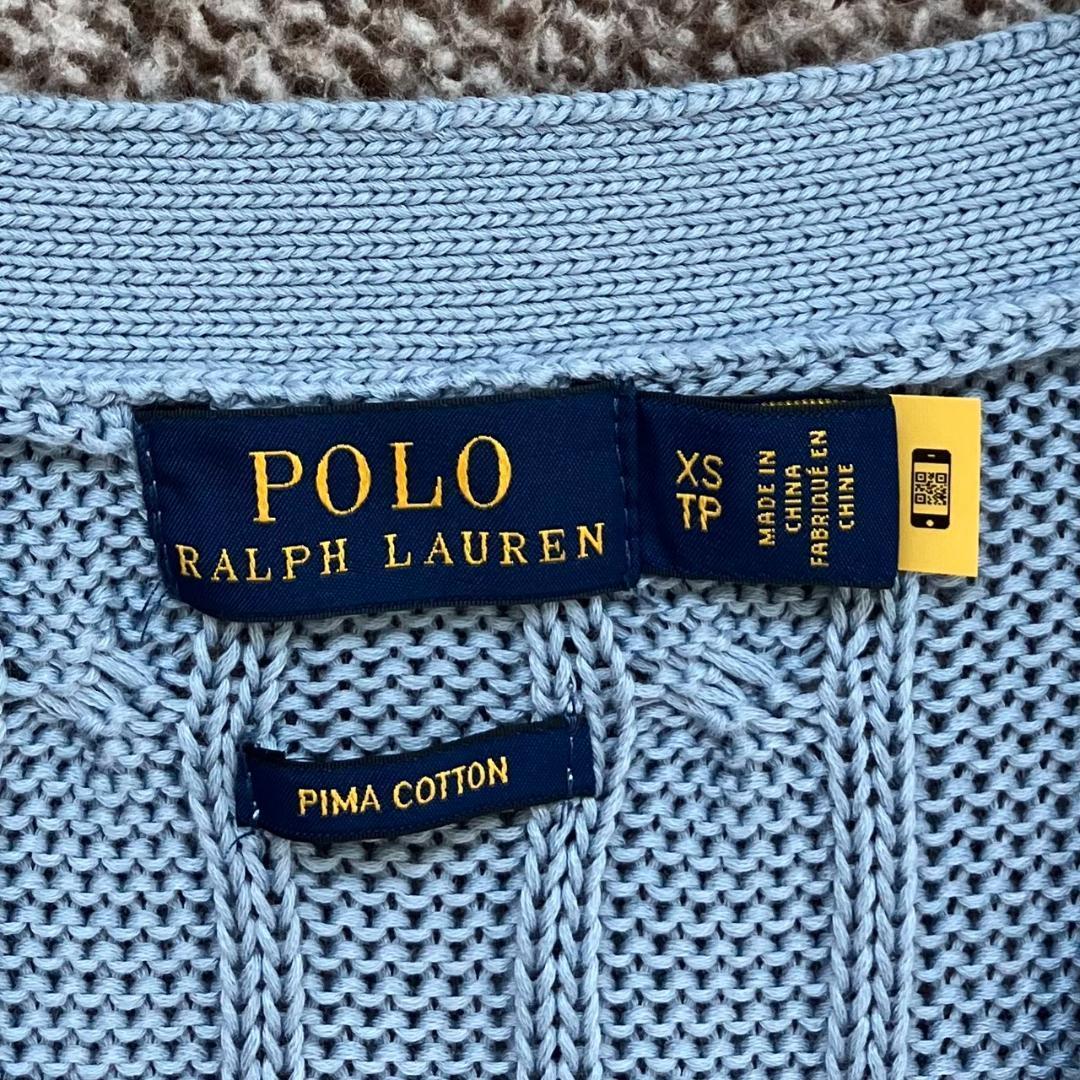 POLO
RALPH LAUREN
XS
TP
MADE IN
CHINA
FABRIQUÉ EN
CHINE
PIMA COTTON